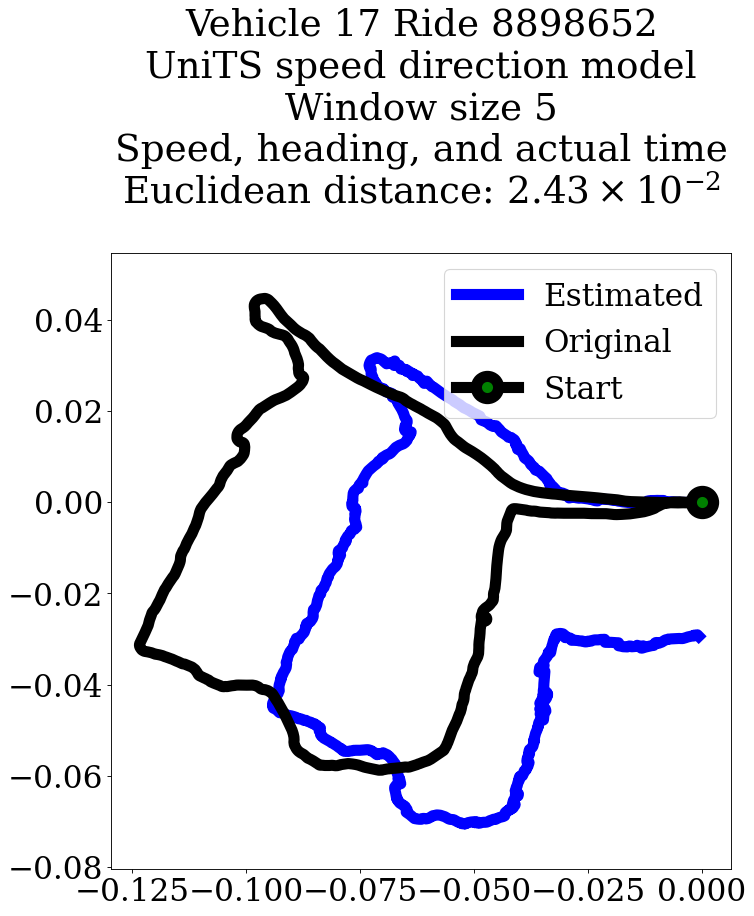 Vehicle 17 Ride 8898652
UniTS speed direction model
Window size 5
Speed, heading, and actual time
Euclidean distance: 2.43 × 10⁻²
Estimated
Original
Start
0.04
0.02
0.00
−0.02
−0.04
−0.06
−0.08
−0.125 −0.100 −0.075 −0.050 −0.025 0.000